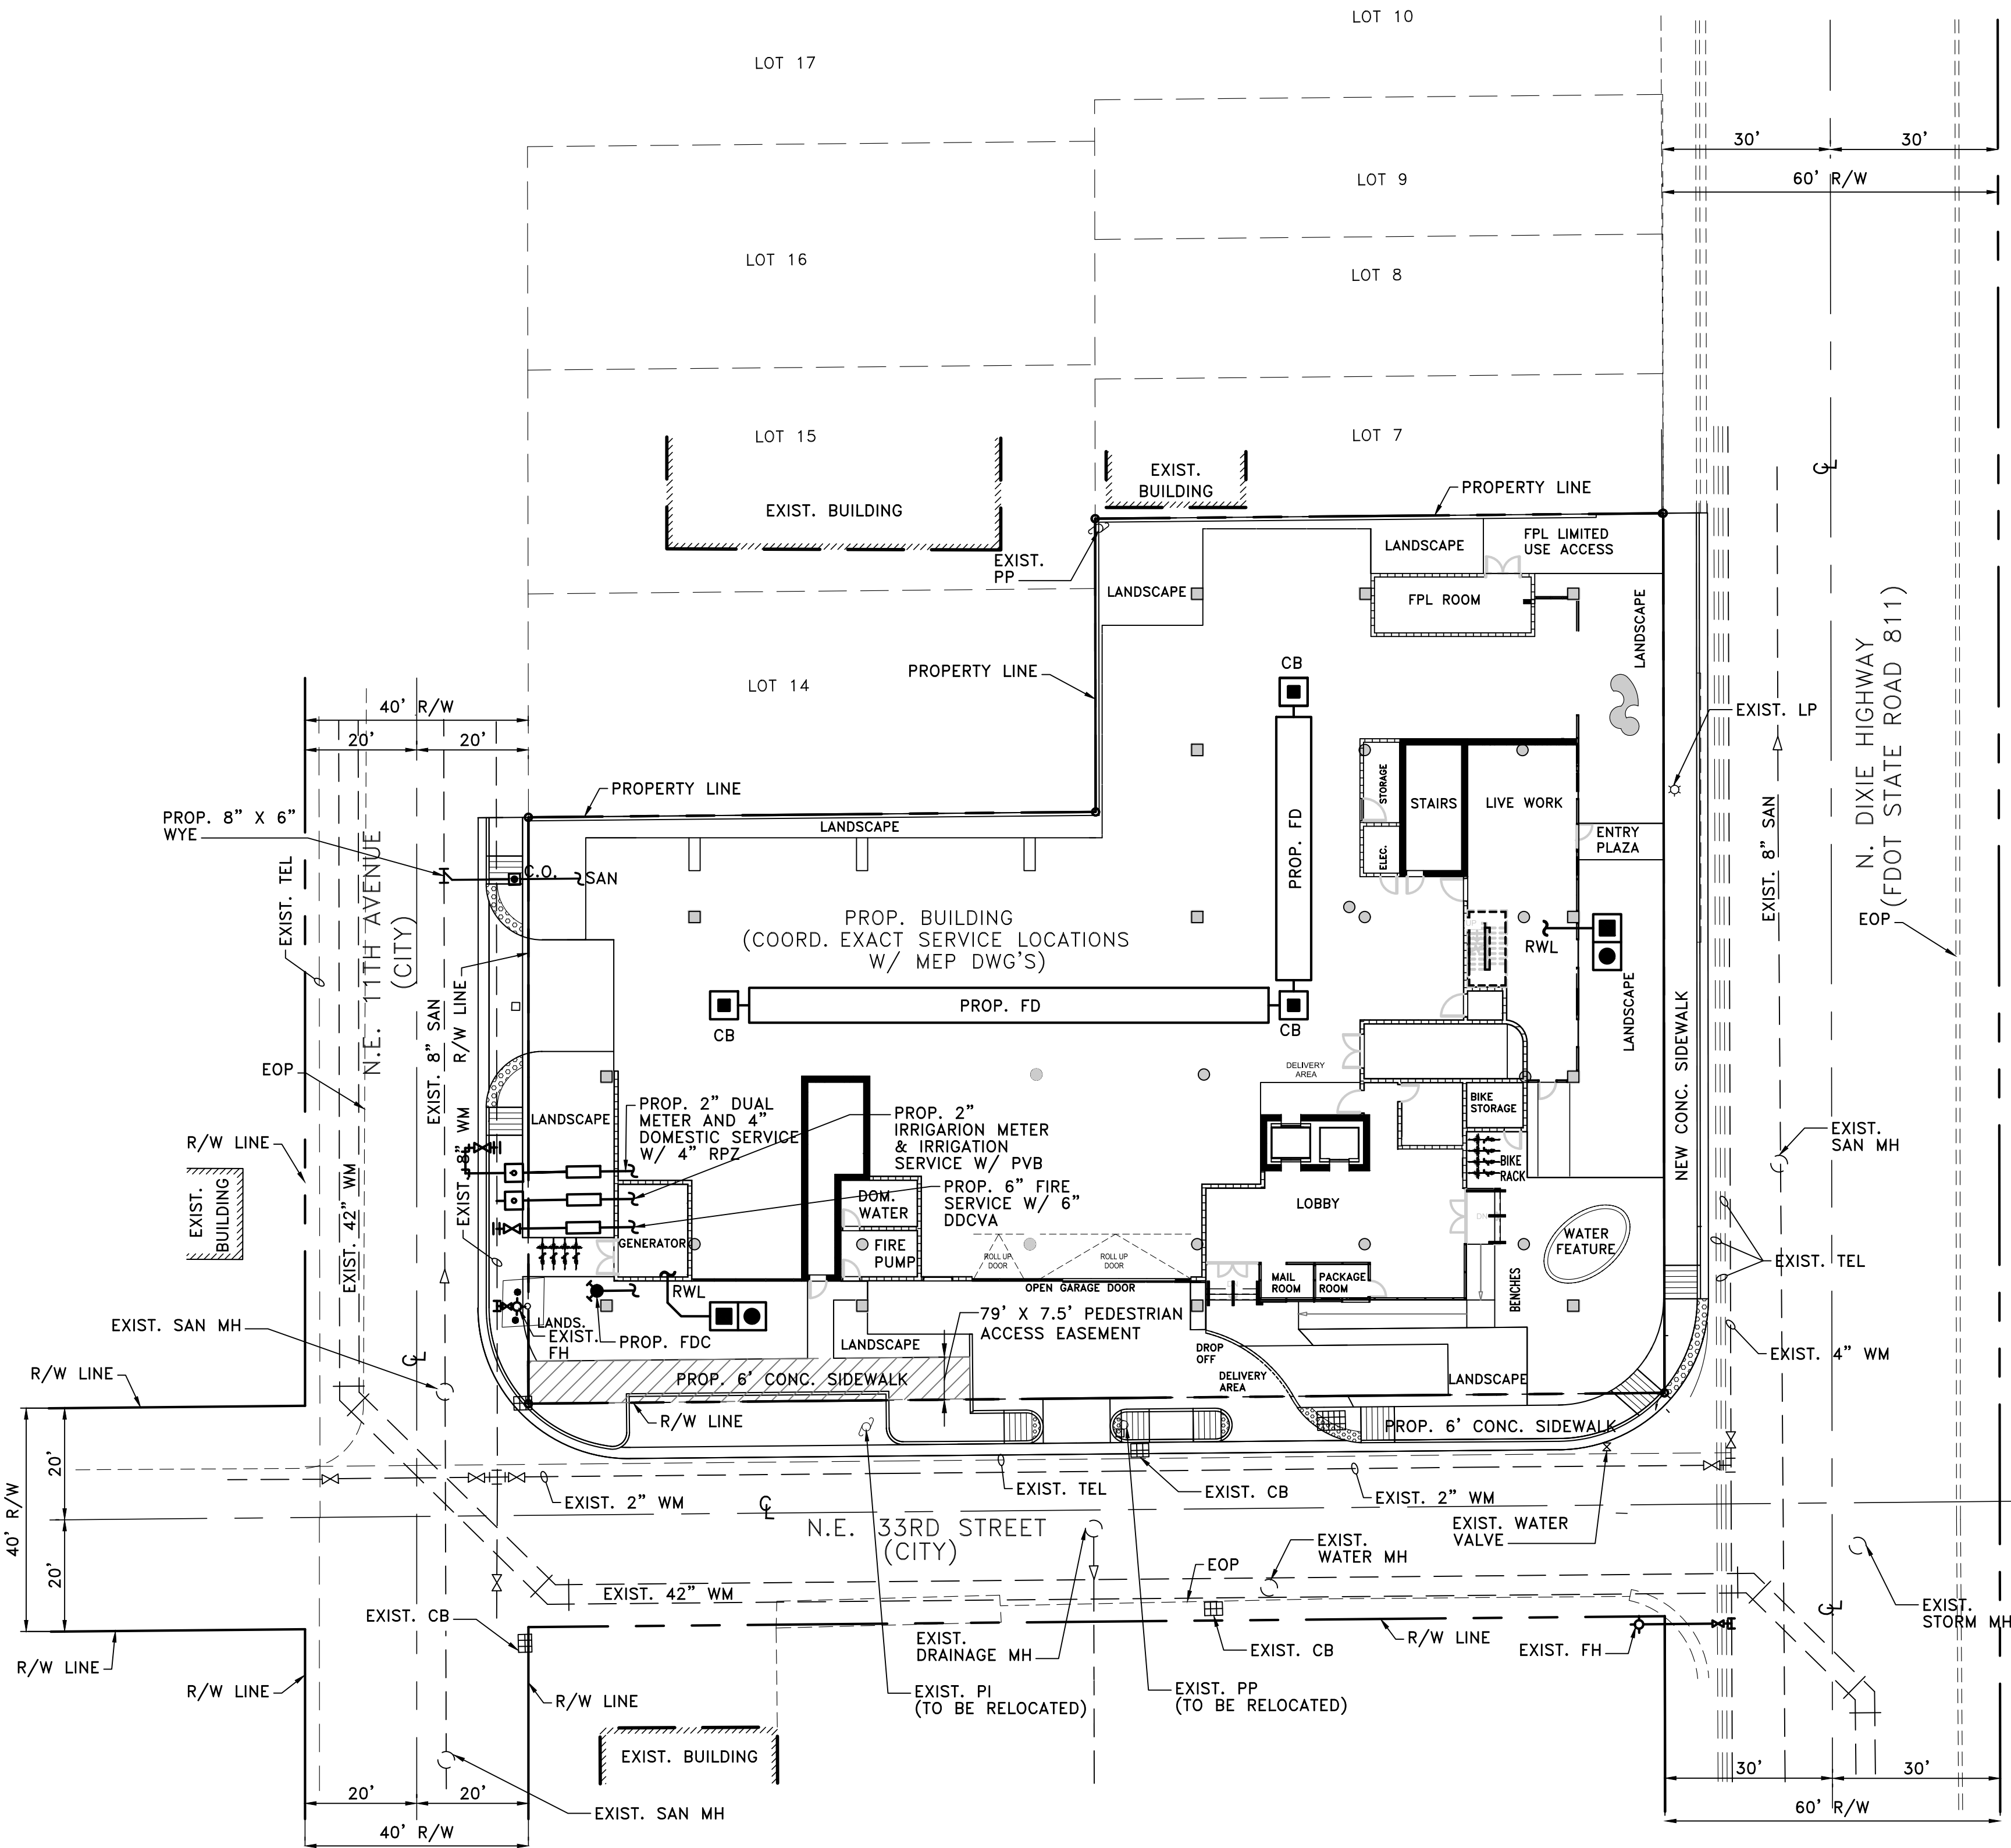 LOT 10
LOT 17
30'
30'
LOT 9
60' R/W
LOT 16
LOT 8
LOT 15
LOT 7
EXIST.
BUILDING
PROPERTY LINE
EXIST. BUILDING
LANDSCAPE
FPL LIMITED
USE ACCESS
EXIST.
PP
LANDSCAPE
FPL ROOM
LANDSCAPE
N. DIXIE HIGHWAY
(FDOT STATE ROAD 811)
CB
PROPERTY LINE
LOT 14
40' R/W
20'
20'
EXIST. LP
PROPERTY LINE
STORAGE
STAIRS
LIVE WORK
PROP. 8" X 6"
WYE
LANDSCAPE
ENTRY
PLAZA
ELEC.
PROP. FD
EXIST. 8" SAN
EXIST. TEL
N.E. 11TH AVENUE
(CITY)
C.O.
SAN
PROP. BUILDING
(COORD. EXACT SERVICE LOCATIONS
W/ MEP DWG'S)
EOP
RWL
LANDSCAPE
PROP. FD
CB
CB
R/W LINE
EXIST. 8" SAN
NEW CONC. SIDEWALK
EOP
DELIVERY
AREA
LANDSCAPE
PROP. 2" DUAL
METER AND 4"
DOMESTIC SERVICE
W/ 4" RPZ
PROP. 2"
IRRIGARION METER
& IRRIGATION
SERVICE W/ PVB
BIKE
STORAGE
EXIST.
SAN MH
R/W LINE
EXIST. 8" WM
EXIST. 42" WM
EXIST.
BUILDING
BIKE
RACK
PROP. 6" FIRE
SERVICE W/ 6"
DDCVA
DOM.
WATER
LOBBY
WATER
FEATURE
GENERATOR
FIRE
PUMP
ROLL UP
DOOR
ROLL UP
DOOR
EXIST. TEL
OPEN GARAGE DOOR
MAIL
ROOM
PACKAGE
ROOM
BENCHES
RWL
EXIST. SAN MH
LANDS.
EXIST.
FH
PROP. FDC
79' X 7.5' PEDESTRIAN
ACCESS EASEMENT
LANDSCAPE
DROP
OFF
EXIST. 4" WM
R/W LINE
PROP. 6' CONC. SIDEWALK
DELIVERY
AREA
LANDSCAPE
R/W LINE
PROP. 6' CONC. SIDEWALK
20'
40' R/W
20'
EXIST. TEL
EXIST. CB
EXIST. 2" WM
EXIST. 2" WM
N.E. 33RD STREET
(CITY)
EXIST. WATER
VALVE
EXIST.
WATER MH
EOP
EXIST. 42" WM
EXIST. CB
EXIST.
STORM MH
EXIST.
DRAINAGE MH
R/W LINE
EXIST. CB
EXIST. FH
R/W LINE
R/W LINE
R/W LINE
EXIST. PI
(TO BE RELOCATED)
EXIST. PP
(TO BE RELOCATED)
EXIST. BUILDING
30'
30'
20'
20'
EXIST. SAN MH
60' R/W
40' R/W